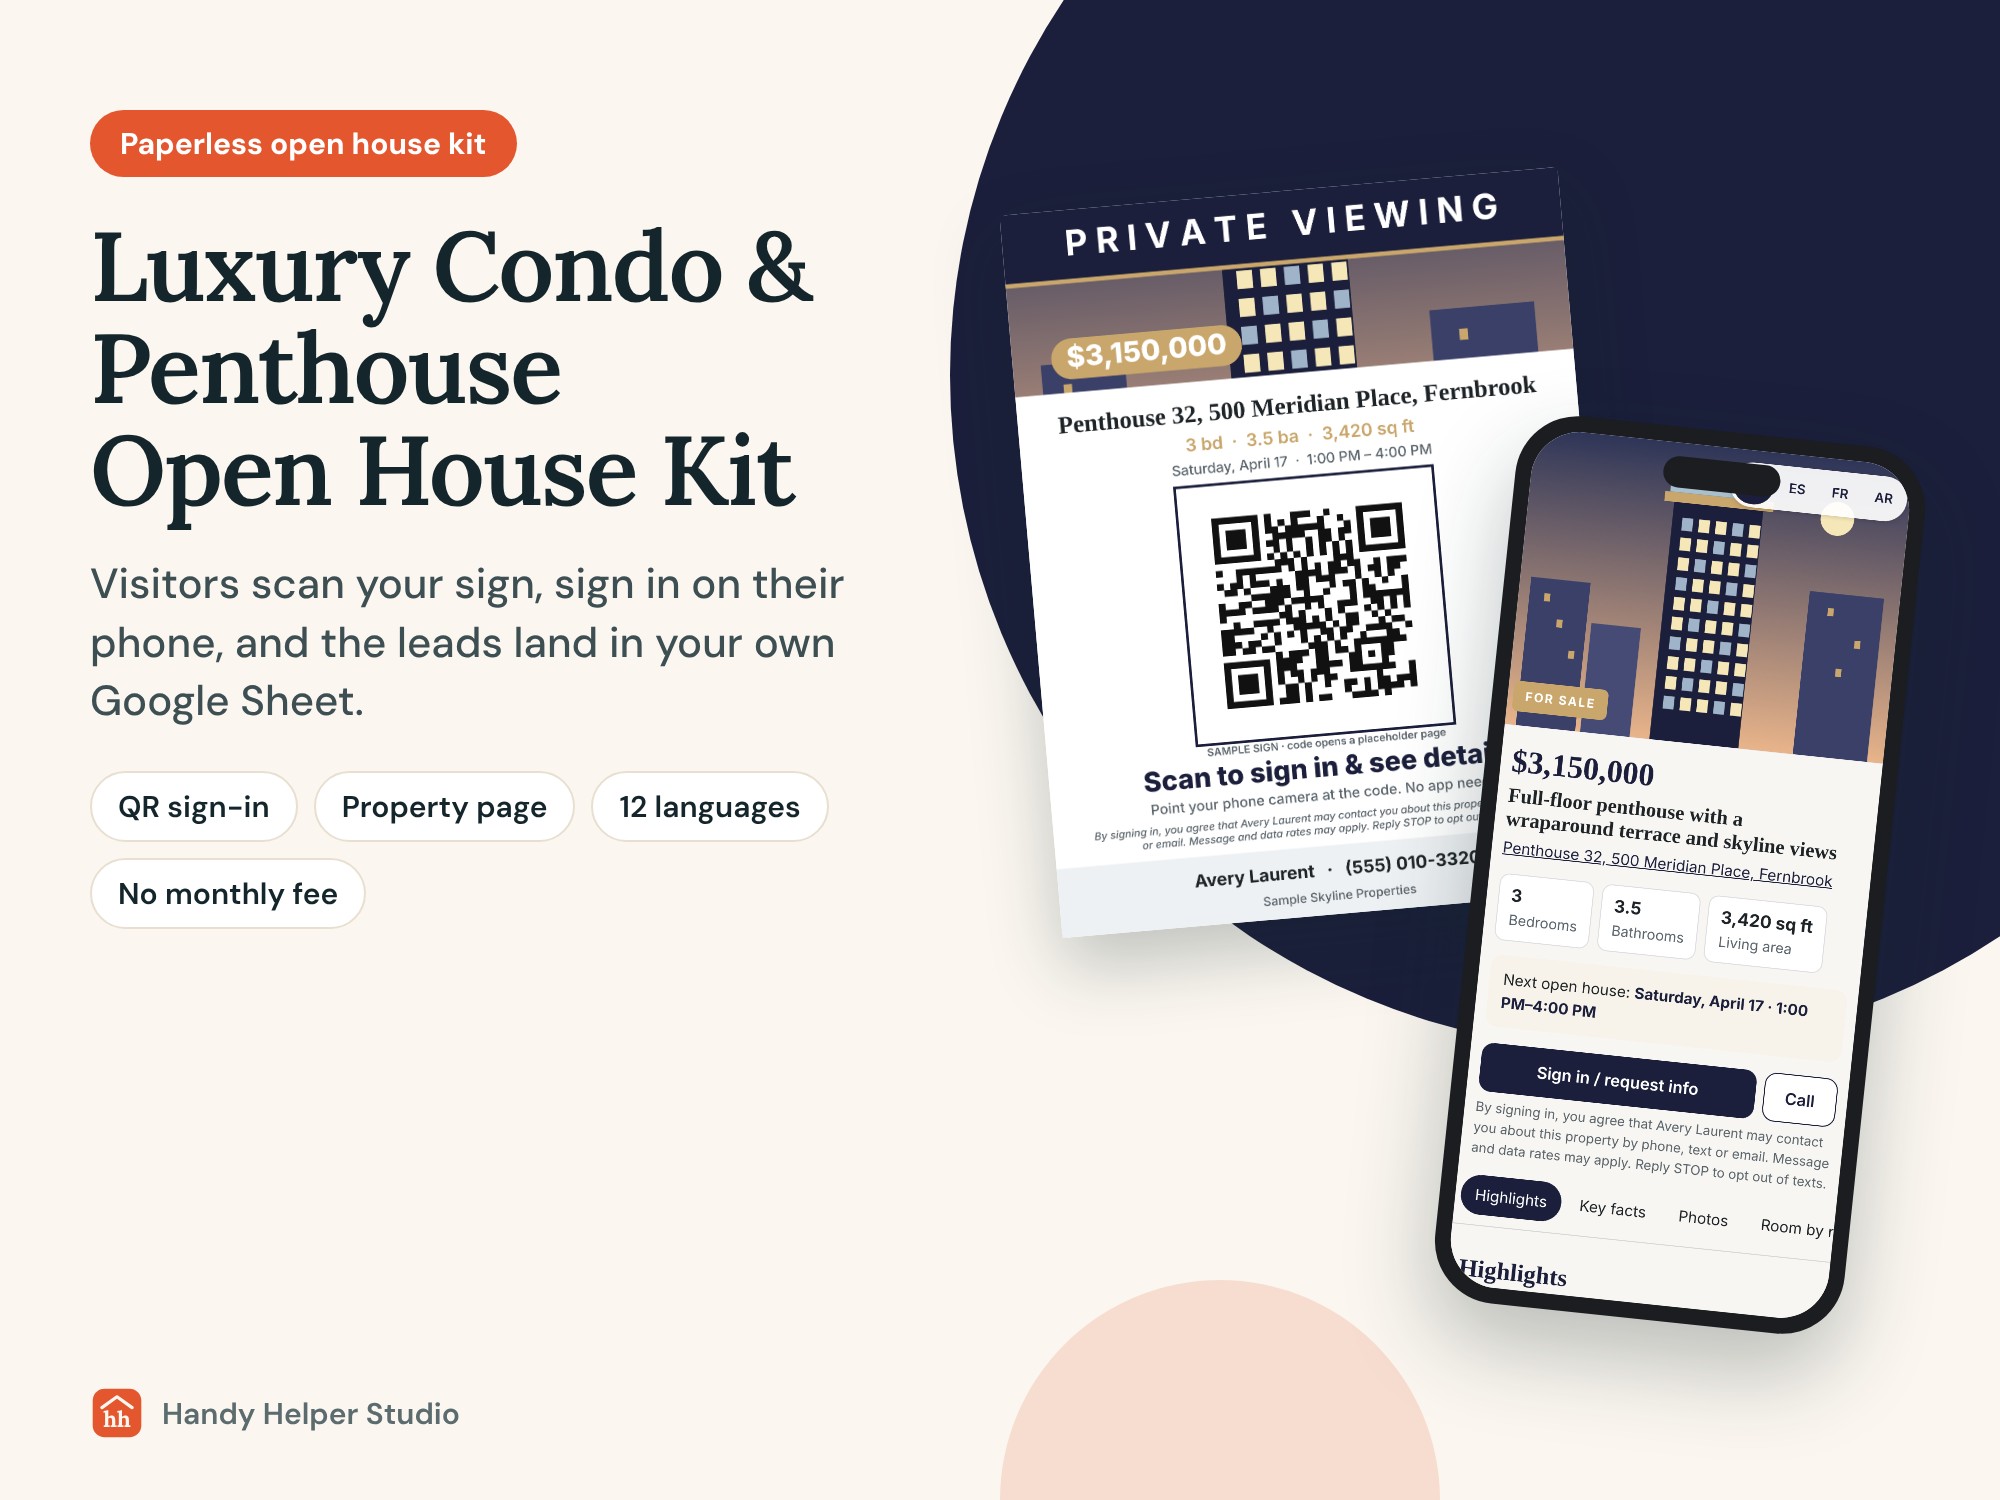 Paperless open house kit
Luxury Condo &
Penthouse
Open House Kit
Visitors scan your sign, sign in on their
phone, and the leads land in your own
Google Sheet.
QR sign-in
Property page
12 languages
No monthly fee
hh
Handy Helper Studio
PRIVATE VIEWING
$3,150,000
Penthouse 32, 500 Meridian Place, Fernbrook
3 bd · 3.5 ba · 3,420 sq ft
Saturday, April 17 · 1:00 PM – 4:00 PM
SAMPLE SIGN · code opens a placeholder page
Scan to sign in & see
Point your phone camera at the code. No app
By signing in, you agree that Avery Laurent may contact you about this
or email. Message and data rates may apply. Reply STOP to opt
Avery Laurent · (555) 010-3320
Sample Skyline Properties
ES FR AR
FOR SALE
$3,150,000
Full-floor penthouse with a
wraparound terrace and skyline views
Penthouse 32, 500 Meridian Place, Fernbrook
3
Bedrooms
3.5
Bathrooms
3,420 sq ft
Living area
Next open house: Saturday, April 17 · 1:00
PM–4:00 PM
Sign in / request info
Call
By signing in, you agree that Avery Laurent may contact
you about this property by phone, text or email. Message
and data rates may apply. Reply STOP to opt out of texts.
Highlights
Key facts
Photos
Room by
Highlights